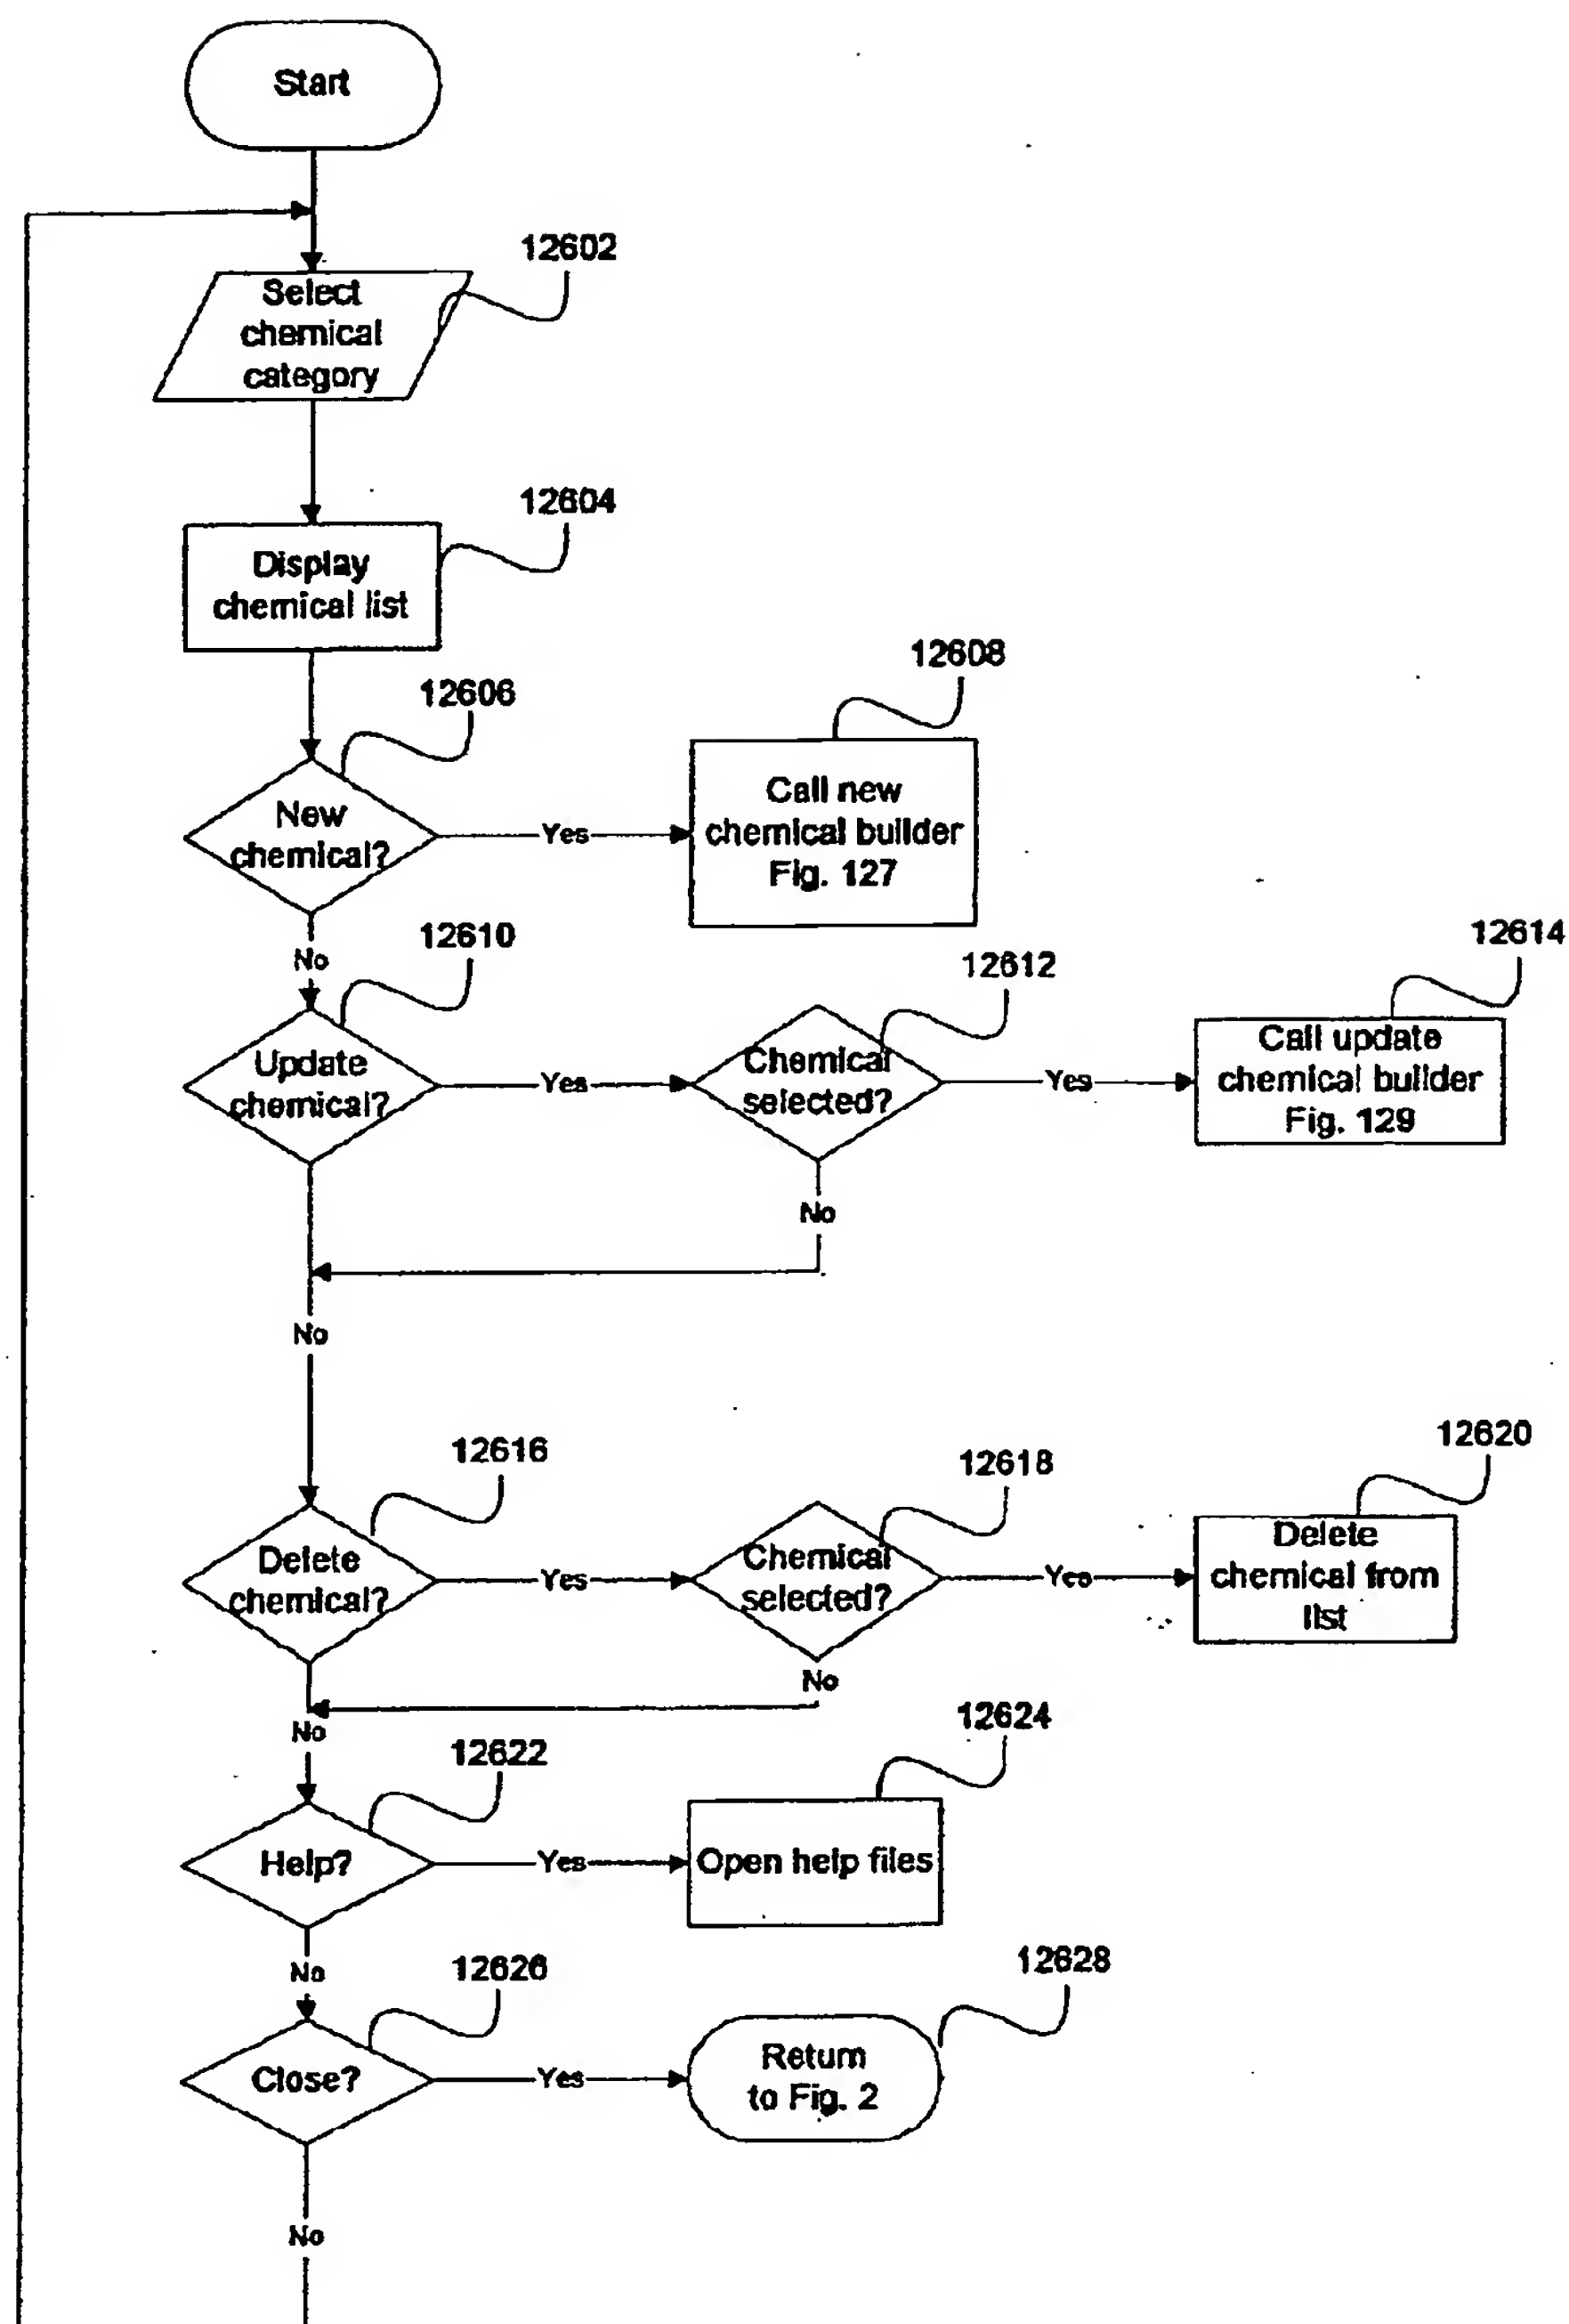 Start
12602
Select
chemical
category
12604
Display
chemical list
12608
12606
Call new
chemical builder
Fig. 127
New
chemical?
Yes
No
12610
12612
12614
Update
chemical?
Yes
Chemical
selected?
Yes
Call update
chemical builder
Fig. 129
No
No
12616
12618
12620
Delete
chemical?
Yes
Chemical
selected?
Yes
Delete
chemical from
list
No
No
12622
12624
Help?
Yes
Open help files
No
12626
12628
Close?
Yes
Return
to Fig. 2
No